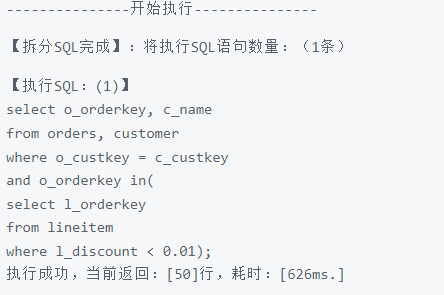 ---------------开始执行---------------
【拆分SQL完成】：将执行SQL语句数量：（1条）
【执行SQL：(1)】
select o_orderkey, c_name
from orders, customer
where o_custkey = c_custkey
and o_orderkey in(
select l_orderkey
from lineitem
where l_discount < 0.01);
执行成功，当前返回：[50]行，耗时：[626ms.]